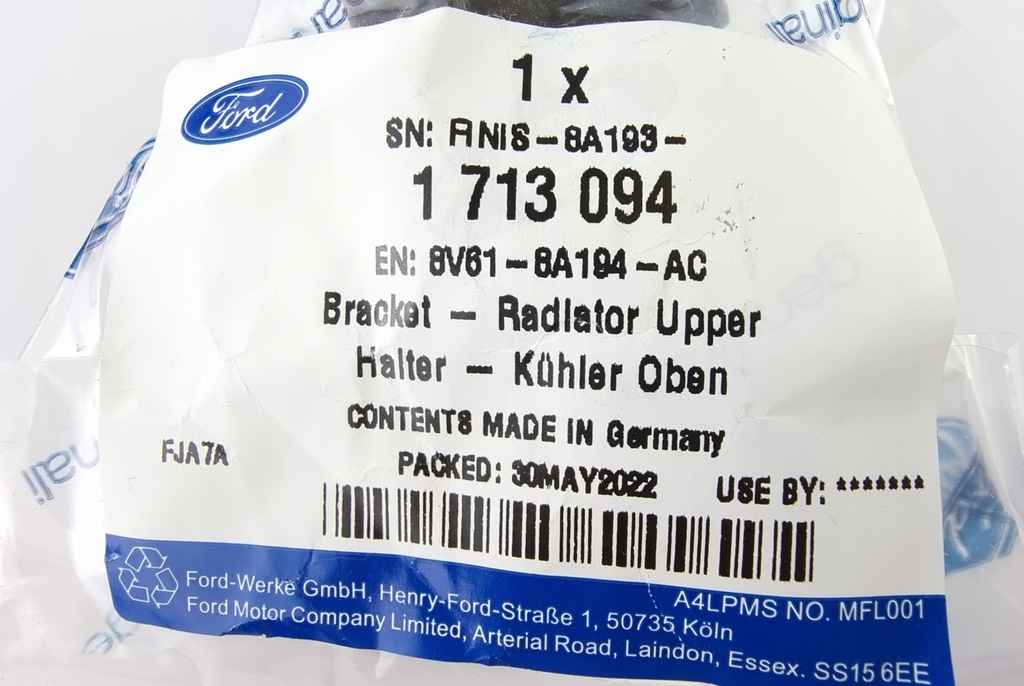 Ford
1 x
SN: RNIS-8A193-
1 713 094
EN: 8V61-8A194-AC
Bracket - Radiator Upper
Halter - Kühler Oben
CONTENTS MADE IN Germany
FJA7A
PACKED: 30MAY2022
USE BY: *******
A4LPMS NO. MFL001
Ford-Werke GmbH, Henry-Ford-Straße 1, 50735 Köln
Ford Motor Company Limited, Arterial Road, Laindon, Essex. SS15 6EE